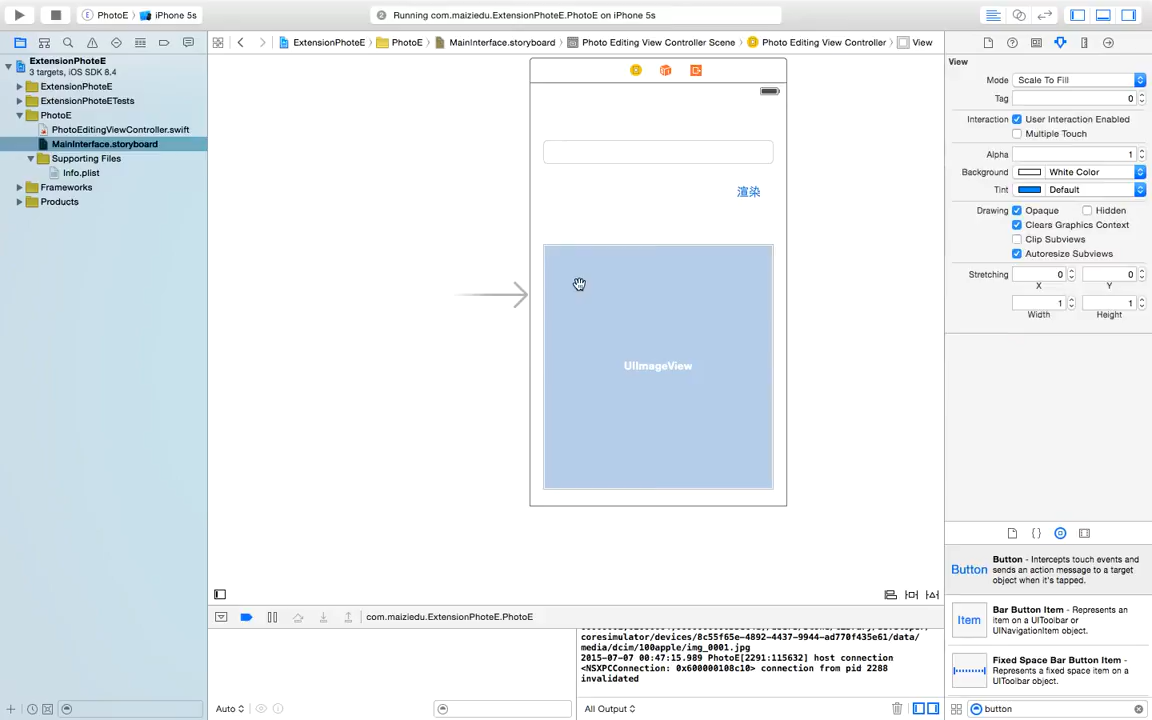 PhotoE
iPhone 5s
Running com.maiziedu.ExtensionPhoteE.PhotoE on iPhone 5s
ExtensionPhoteE
PhotoE
MainInterface.storyboard
Photo Editing View Controller Scene
Photo Editing View Controller
View
ExtensionPhoteE
3 targets, iOS SDK 8.4
ExtensionPhoteE
ExtensionPhoteETests
PhotoE
PhotoEditingViewController.swift
MainInterface.storyboard
Supporting Files
Info.plist
Frameworks
Products
渲染
UIImageView
View
Mode Scale To Fill
Tag 0
Interaction User Interaction Enabled
Multiple Touch
Alpha 1
Background White Color
Tint Default
Drawing Opaque Hidden
Clears Graphics Context
Clip Subviews
Autoresize Subviews
Stretching 0 0
X Y
1 1
Width Height
Button
Button - Intercepts touch events and
sends an action message to a target
object when it's tapped.
Item
Bar Button Item - Represents an
item on a UIToolbar or
UINavigationItem object.
Fixed Space Bar Button Item -
Represents a fixed space item on a
UIToolbar object.
button
com.maiziedu.ExtensionPhoteE.PhotoE
coresimulator/devices/8c55f65e-4892-4437-9944-ad770f435e61/data/
media/dcim/100apple/img_0001.jpg
2015-07-07 00:47:15.989 PhotoE[2291:115632] host connection
<NSXPCConnection: 0x600000108c10> connection from pid 2288
invalidated
Auto
All Output